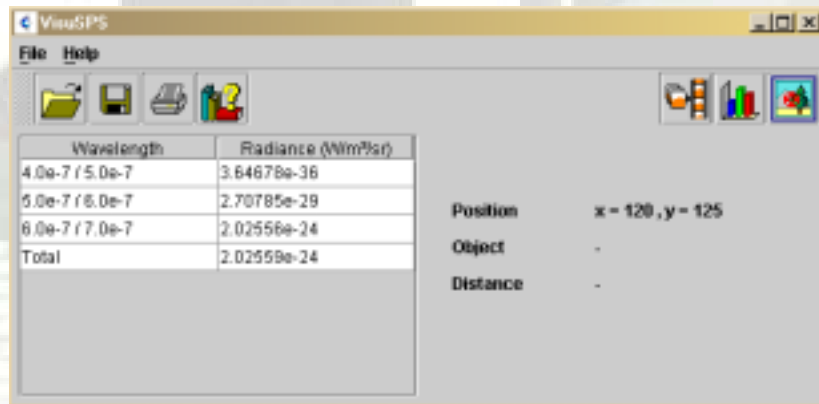 VisuSPS
File Help
Wavelength Radiance (W/m²/sr)
4.0e-7 / 5.0e-7 3.64678e-36
5.0e-7 / 6.0e-7 2.70785e-29
6.0e-7 / 7.0e-7 2.02556e-24
Total 2.02559e-24
Position x = 120 , y = 125
Object -
Distance -